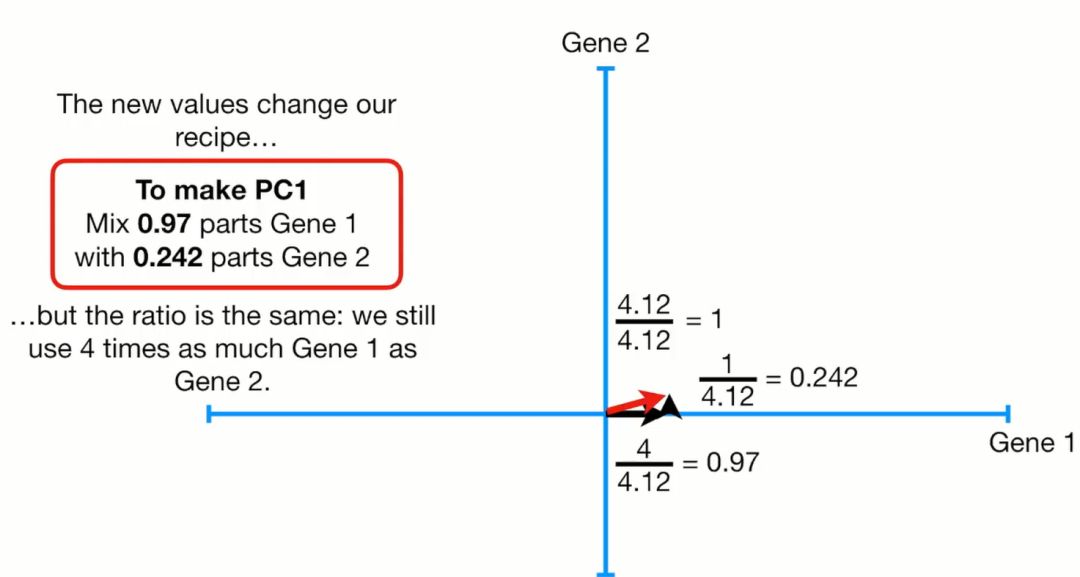 Gene 2
The new values change our
recipe…
To make PC1
Mix 0.97 parts Gene 1
with 0.242 parts Gene 2
…but the ratio is the same: we still
use 4 times as much Gene 1 as
Gene 2.
4.12
4.12
= 1
1
4.12
= 0.242
Gene 1
4
4.12
= 0.97